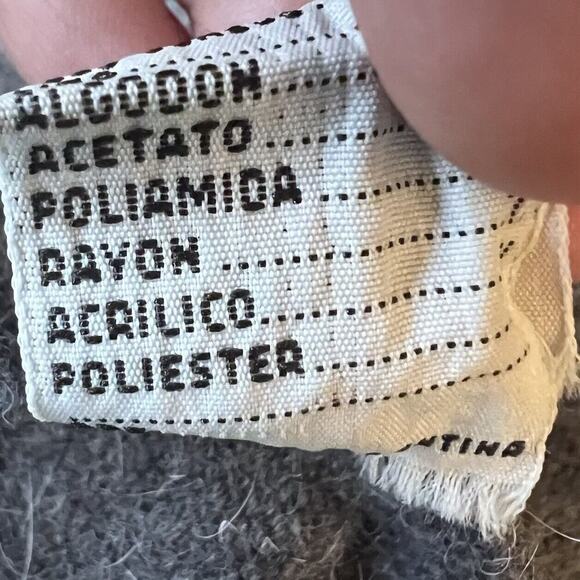 ALGODON
ACETATO
POLIAMIDA
RAYON
ACRILICO
POLIESTER